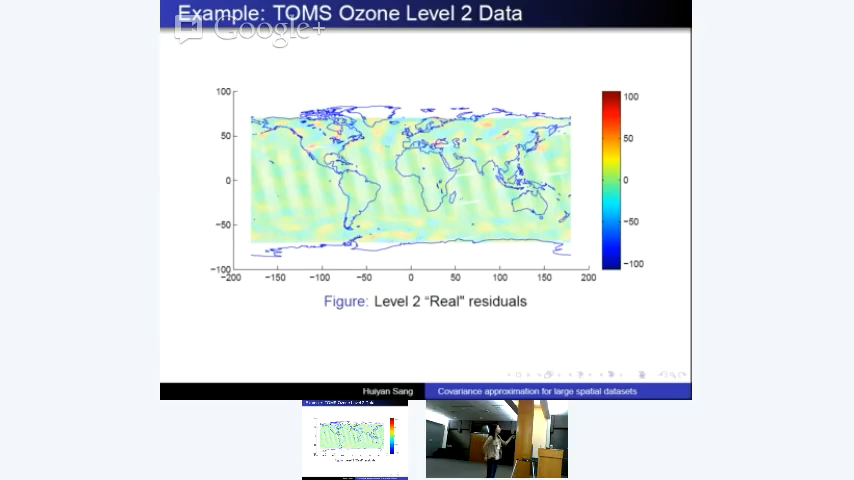 Example: TOMS Ozone Level 2 Data
Google+
100
50
0
−50
−100
−200 −150 −100 −50 0 50 100 150 200
100
50
0
−50
−100
Figure: Level 2 “Real" residuals
Huiyan Sang Covariance approximation for large spatial datasets